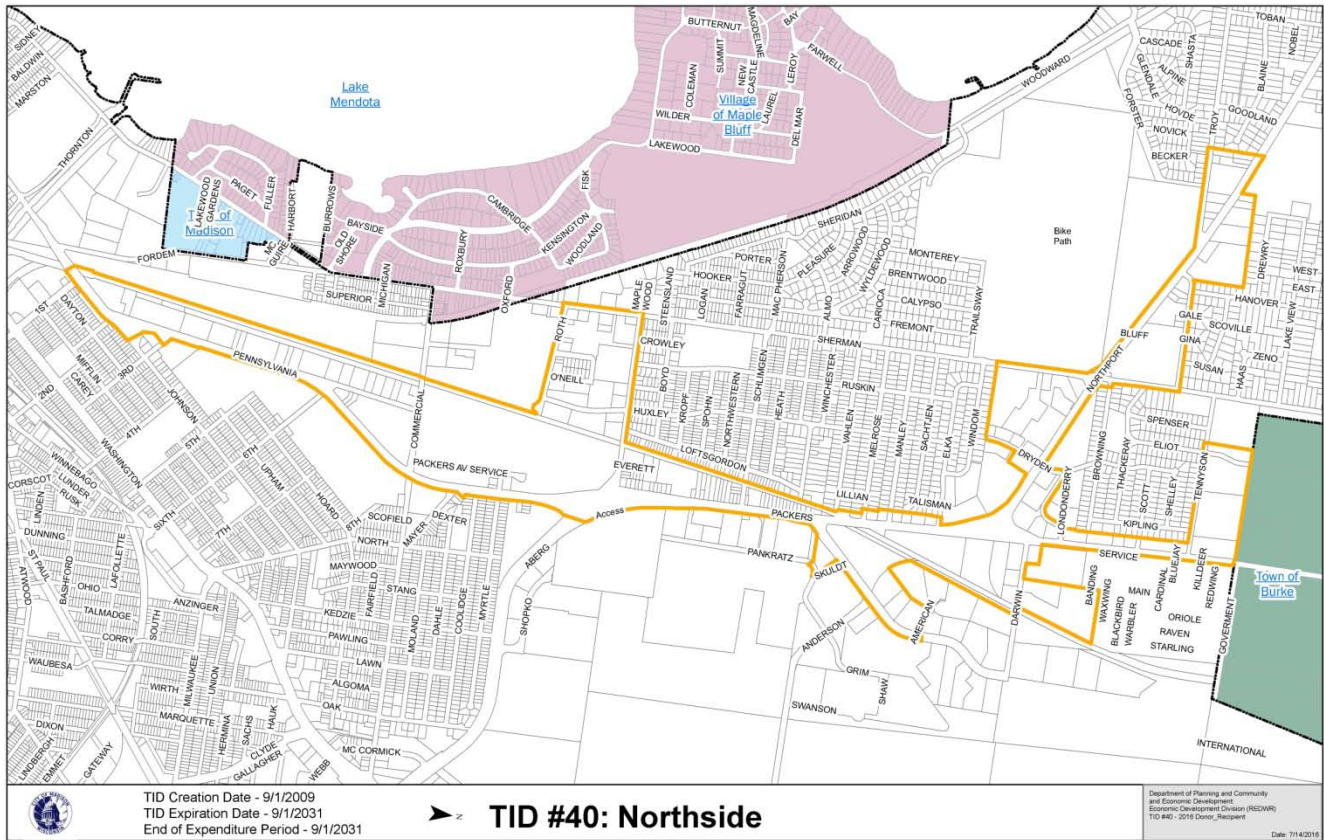 SIDNEY
BALDWIN
MARSTON
THORNTON
Lake
Mendota
BUTTERNUT
SUMMIT
MAGDELINE
BAY
LEROY
FARWELL
COLEMAN
NEW
CASTLE
LAUREL
DEL MAR
Village
of Maple
Bluff
WILDER
LAKEWOOD
WOODWARD
TOBAN
CASCADE
SHASTA
NOBEL
BLAINE
ALPINE
GLENDALE
FORSTER
HOVDE
TROY
GOODLAND
NOVICK
BECKER
LAKEWOOD
GARDENS
PAGET
FULLER
HARBORT
BURROWS
Madison
MC
GUIRE
FORDEM
OLD
SHORE
BAYSIDE
CAMBRIDGE
FISK
KENSINGTON
WOODLAND
ROXBURY
OXFORD
MICHIGAN
SUPERIOR
SHERIDAN
Bike
Path
MAPLE
WOOD
STEENSLAND
PORTER
HOOKER
LOGAN
FARRAGUT
MAC PHERSON
PLEASURE
ARROWOOD
WYLDEWOOD
ALMO
CARIOCA
MONTEREY
BRENTWOOD
CALYPSO
FREMONT
TRAILSWAY
DREWRY
WEST
EAST
HANOVER
LAKE VIEW
GALE
SCOVILLE
GINA
SUSAN
HAAS
ZENO
BLUFF
NORTHPORT
1ST
DAYTON
MIFFLIN
CAREY
2ND
3RD
4TH
JOHNSON
5TH
6TH
UPHAM
7TH
HOARD
8TH
WASHINGTON
SIXTH
PENNSYLVANIA
COMMERCIAL
ROTH
O'NEILL
CROWLEY
BOYD
HUXLEY
KROPF
SPOHN
NORTHWESTERN
SCHLIMGEN
HEATH
WINCHESTER
SHERMAN
RUSKIN
VAHLEN
MELROSE
MANLEY
SACHTJEN
ELKA
WINDOM
LOFTSGORDON
LILLIAN
TALISMAN
EVERETT
PACKERS AV SERVICE
Access
PACKERS
DRYDEN
LONDONDERRY
BROWNING
THACKERAY
SCOTT
SHELLEY
SPENSER
ELIOT
TENNYSON
KIPLING
SERVICE
BANDING
WAXWING
BLACKBIRD
WARBLER
MAIN
CARDINAL
BLUEJAY
KILLDEER
REDWING
ORIOLE
RAVEN
STARLING
GOVERMENT
Town of
Burke
INTERNATIONAL
PANKRATZ
SKULDT
ANDERSON
AMERICAN
DARWIN
GRIM
SHAW
SWANSON
WINNEBAGO
LUNDER
RUSK
CORSCOT
LINDEN
DUNNING
ST PAUL
ATWOOD
BASHFORD
LAFOLLETTE
OHIO
TALMADGE
CORRY
WAUBESA
SOUTH
ANZINGER
MILWAUKEE
UNION
WIRTH
MARQUETTE
HERMINA
SACHS
HAUK
CLYDE
GALLAGHER
WEBB
DIXON
LINDBERGH
EMMET
GATEWAY
SCOFIELD
NORTH
MAYER
DEXTER
MAYWOOD
FAIRFIELD
STANG
KEDZIE
PAWLING
LAWN
ALGOMA
OAK
MOLAND
DAHLE
COOLIDGE
MYRTLE
MC CORMICK
SHOPKO
ABERG
TID Creation Date - 9/1/2009
TID Expiration Date - 9/1/2031
End of Expenditure Period - 9/1/2031
N
TID #40: Northside
Department of Planning and Community
and Economic Development
Economic Development Division (REDWR)
TID #40 - 2016 Donor_Recipient
Date: 7/14/2016